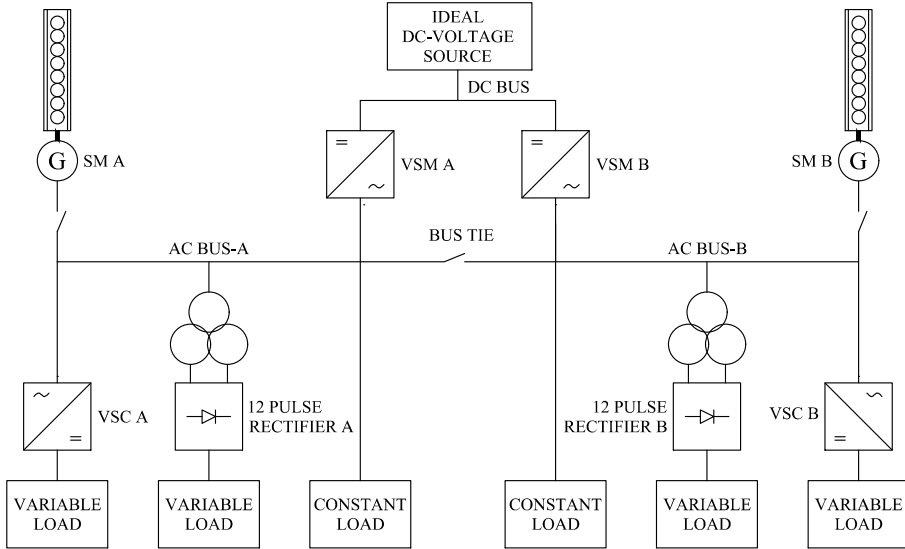 IDEAL
DC-VOLTAGE
SOURCE
DC BUS
G
SM A
=
~
VSM A
=
~
VSM B
SM B
G
BUS TIE
AC BUS-A
AC BUS-B
~
=
VSC A
12 PULSE
RECTIFIER A
12 PULSE
RECTIFIER B
VSC B
~
=
VARIABLE
LOAD
VARIABLE
LOAD
CONSTANT
LOAD
CONSTANT
LOAD
VARIABLE
LOAD
VARIABLE
LOAD